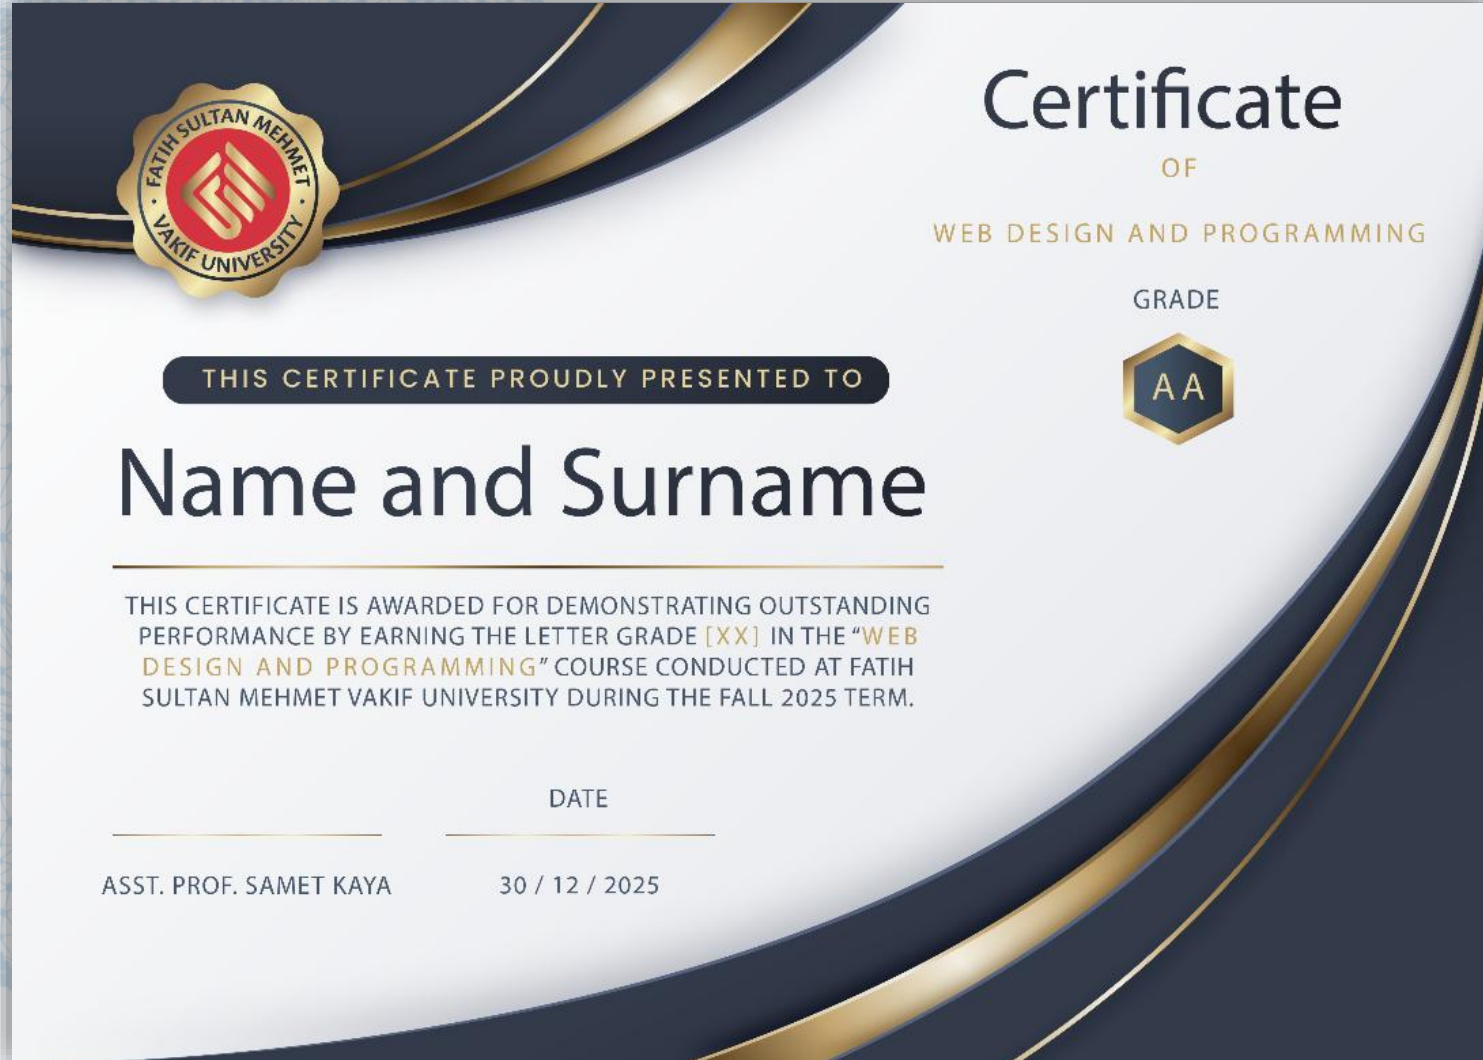 FATIH SULTAN MEHMET
VAKIF UNIVERSITY
Certificate
OF
WEB DESIGN AND PROGRAMMING
GRADE
AA
THIS CERTIFICATE PROUDLY PRESENTED TO
Name and Surname
THIS CERTIFICATE IS AWARDED FOR DEMONSTRATING OUTSTANDING
PERFORMANCE BY EARNING THE LETTER GRADE [XX] IN THE “WEB
DESIGN AND PROGRAMMING” COURSE CONDUCTED AT FATIH
SULTAN MEHMET VAKIF UNIVERSITY DURING THE FALL 2025 TERM.
DATE
ASST. PROF. SAMET KAYA
30 / 12 / 2025